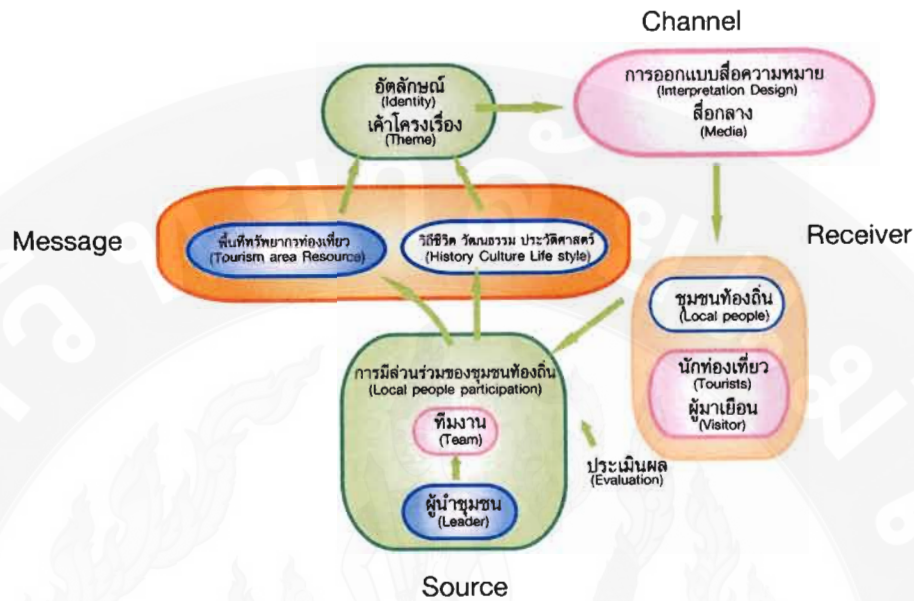 Channel
การออกแบบสื่อความหมาย
(Interpretation Design)
สื่อกลาง
(Media)
อัตลักษณ์
(Identity)
เค้าโครงเรื่อง
(Theme)
Message
พื้นที่ทรัพยากรท่องเที่ยว
(Tourism area Resource)
วิถีชีวิต วัฒนธรรม ประวัติศาสตร์
(History Culture Life style)
Receiver
ชุมชนท้องถิ่น
(Local people)
นักท่องเที่ยว
(Tourists)
ผู้มาเยือน
(Visitor)
การมีส่วนร่วมของชุมชนท้องถิ่น
(Local people participation)
ทีมงาน
(Team)
ผู้นำชุมชน
(Leader)
ประเมินผล
(Evaluation)
Source